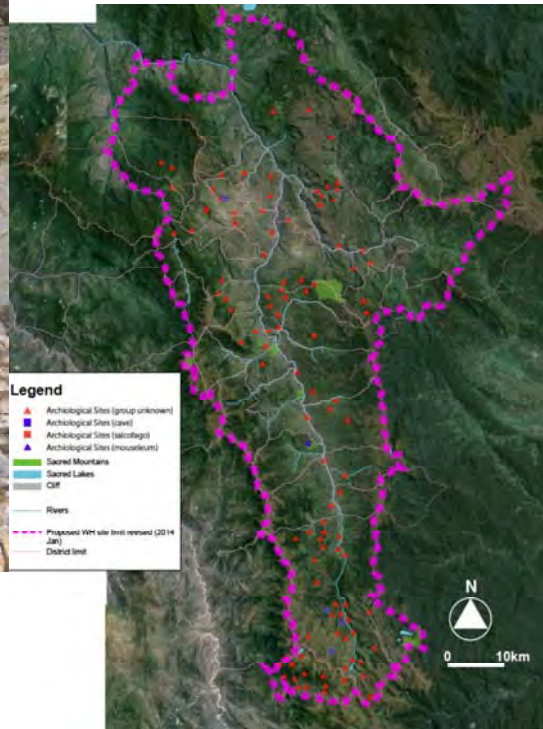 Legend
Archiological Sites (group unknown)
Archiological Sites (cave)
Archiological Sites (salcofago)
Archiological Sites (mouseleum)
Sacred Mountains
Sacred Lakes
Cliff
Rivers
Proposed WH site limit revised (2014
Jan)
District limit
N
0 10km